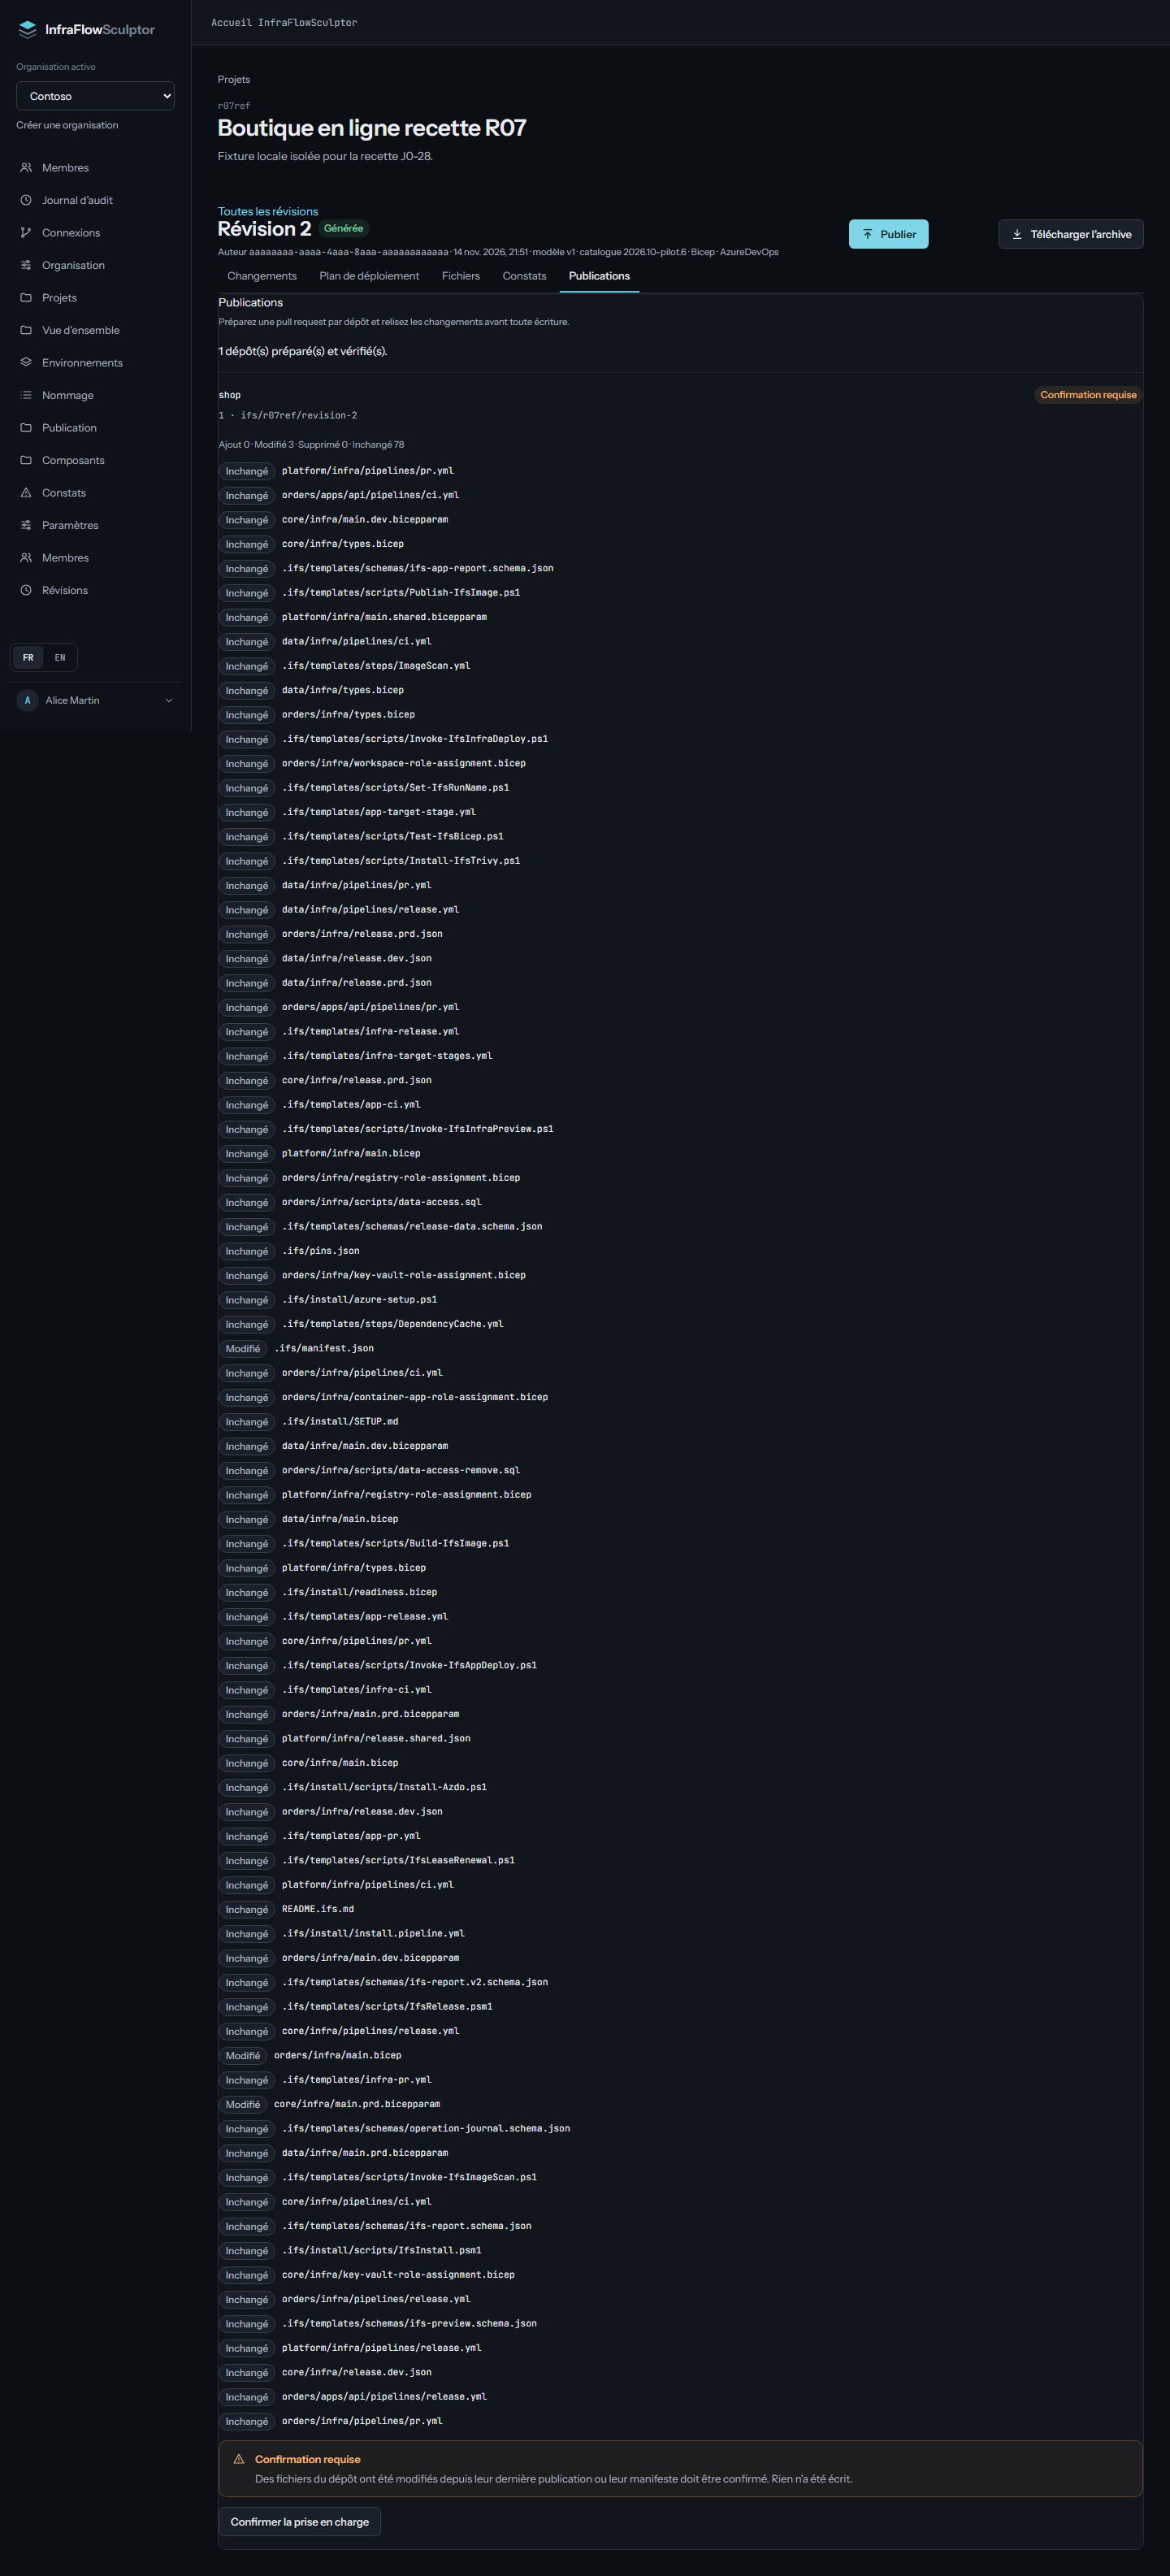 InfraFlowSculptor
Accueil InfraFlowSculptor
Organisation active
Contoso
Créer une organisation
Membres
Journal d'audit
Connexions
Organisation
Projets
Vue d'ensemble
Environnements
Nommage
Publication
Composants
Constats
Paramètres
Membres
Révisions
FR EN
A Alice Martin
Projets
r07ref
Boutique en ligne recette R07
Fixture locale isolée pour la recette J0-28.
Toutes les révisions
Révision 2 Générée
Publier
Télécharger l'archive
Auteur aaaaaaaa-aaaa-4aaa-8aaa-aaaaaaaaaaaa · 14 nov. 2026, 21:51 · modèle v1 · catalogue 2026.10-pilot.6 · Bicep · AzureDevOps
Changements Plan de déploiement Fichiers Constats Publications
Publications
Préparez une pull request par dépôt et relisez les changements avant toute écriture.
1 dépôt(s) préparé(s) et vérifié(s).
shop Confirmation requise
1 · ifs/r07ref/revision-2
Ajout 0 · Modifié 3 · Supprimé 0 · Inchangé 78
Inchangé platform/infra/pipelines/pr.yml
Inchangé orders/apps/api/pipelines/ci.yml
Inchangé core/infra/main.dev.bicepparam
Inchangé core/infra/types.bicep
Inchangé .ifs/templates/schemas/ifs-app-report.schema.json
Inchangé .ifs/templates/scripts/Publish-IfsImage.ps1
Inchangé platform/infra/main.shared.bicepparam
Inchangé data/infra/pipelines/ci.yml
Inchangé .ifs/templates/steps/ImageScan.yml
Inchangé data/infra/types.bicep
Inchangé orders/infra/types.bicep
Inchangé .ifs/templates/scripts/Invoke-IfsInfraDeploy.ps1
Inchangé orders/infra/workspace-role-assignment.bicep
Inchangé .ifs/templates/scripts/Set-IfsRunName.ps1
Inchangé .ifs/templates/app-target-stage.yml
Inchangé .ifs/templates/scripts/Test-IfsBicep.ps1
Inchangé .ifs/templates/scripts/Install-IfsTrivy.ps1
Inchangé data/infra/pipelines/pr.yml
Inchangé data/infra/pipelines/release.yml
Inchangé orders/infra/release.prd.json
Inchangé data/infra/release.dev.json
Inchangé data/infra/release.prd.json
Inchangé orders/apps/api/pipelines/pr.yml
Inchangé .ifs/templates/infra-release.yml
Inchangé .ifs/templates/infra-target-stages.yml
Inchangé core/infra/release.prd.json
Inchangé .ifs/templates/app-ci.yml
Inchangé .ifs/templates/scripts/Invoke-IfsInfraPreview.ps1
Inchangé platform/infra/main.bicep
Inchangé orders/infra/registry-role-assignment.bicep
Inchangé orders/infra/scripts/data-access.sql
Inchangé .ifs/templates/schemas/release-data.schema.json
Inchangé .ifs/pins.json
Inchangé orders/infra/key-vault-role-assignment.bicep
Inchangé .ifs/install/azure-setup.ps1
Inchangé .ifs/templates/steps/DependencyCache.yml
Modifié .ifs/manifest.json
Inchangé orders/infra/pipelines/ci.yml
Inchangé orders/infra/container-app-role-assignment.bicep
Inchangé .ifs/install/SETUP.md
Inchangé data/infra/main.dev.bicepparam
Inchangé orders/infra/scripts/data-access-remove.sql
Inchangé platform/infra/registry-role-assignment.bicep
Inchangé data/infra/main.bicep
Inchangé .ifs/templates/scripts/Build-IfsImage.ps1
Inchangé platform/infra/types.bicep
Inchangé .ifs/install/readiness.bicep
Inchangé .ifs/templates/app-release.yml
Inchangé core/infra/pipelines/pr.yml
Inchangé .ifs/templates/scripts/Invoke-IfsAppDeploy.ps1
Inchangé .ifs/templates/infra-ci.yml
Inchangé orders/infra/main.prd.bicepparam
Inchangé platform/infra/release.shared.json
Inchangé core/infra/main.bicep
Inchangé .ifs/install/scripts/Install-Azdo.ps1
Inchangé orders/infra/release.dev.json
Inchangé .ifs/templates/app-pr.yml
Inchangé .ifs/templates/scripts/IfsLeaseRenewal.ps1
Inchangé platform/infra/pipelines/ci.yml
Inchangé README.ifs.md
Inchangé .ifs/install/install.pipeline.yml
Inchangé orders/infra/main.dev.bicepparam
Inchangé .ifs/templates/schemas/ifs-report.v2.schema.json
Inchangé .ifs/templates/scripts/IfsRelease.psm1
Inchangé core/infra/pipelines/release.yml
Modifié orders/infra/main.bicep
Inchangé .ifs/templates/infra-pr.yml
Modifié core/infra/main.prd.bicepparam
Inchangé .ifs/templates/schemas/operation-journal.schema.json
Inchangé data/infra/main.prd.bicepparam
Inchangé .ifs/templates/scripts/Invoke-IfsImageScan.ps1
Inchangé core/infra/pipelines/ci.yml
Inchangé .ifs/templates/schemas/ifs-report.schema.json
Inchangé .ifs/install/scripts/IfsInstall.psm1
Inchangé core/infra/key-vault-role-assignment.bicep
Inchangé orders/infra/pipelines/release.yml
Inchangé .ifs/templates/schemas/ifs-preview.schema.json
Inchangé platform/infra/pipelines/release.yml
Inchangé core/infra/release.dev.json
Inchangé orders/apps/api/pipelines/release.yml
Inchangé orders/infra/pipelines/pr.yml
Confirmation requise
Des fichiers du dépôt ont été modifiés depuis leur dernière publication ou leur manifeste doit être confirmé. Rien n'a été écrit.
Confirmer la prise en charge